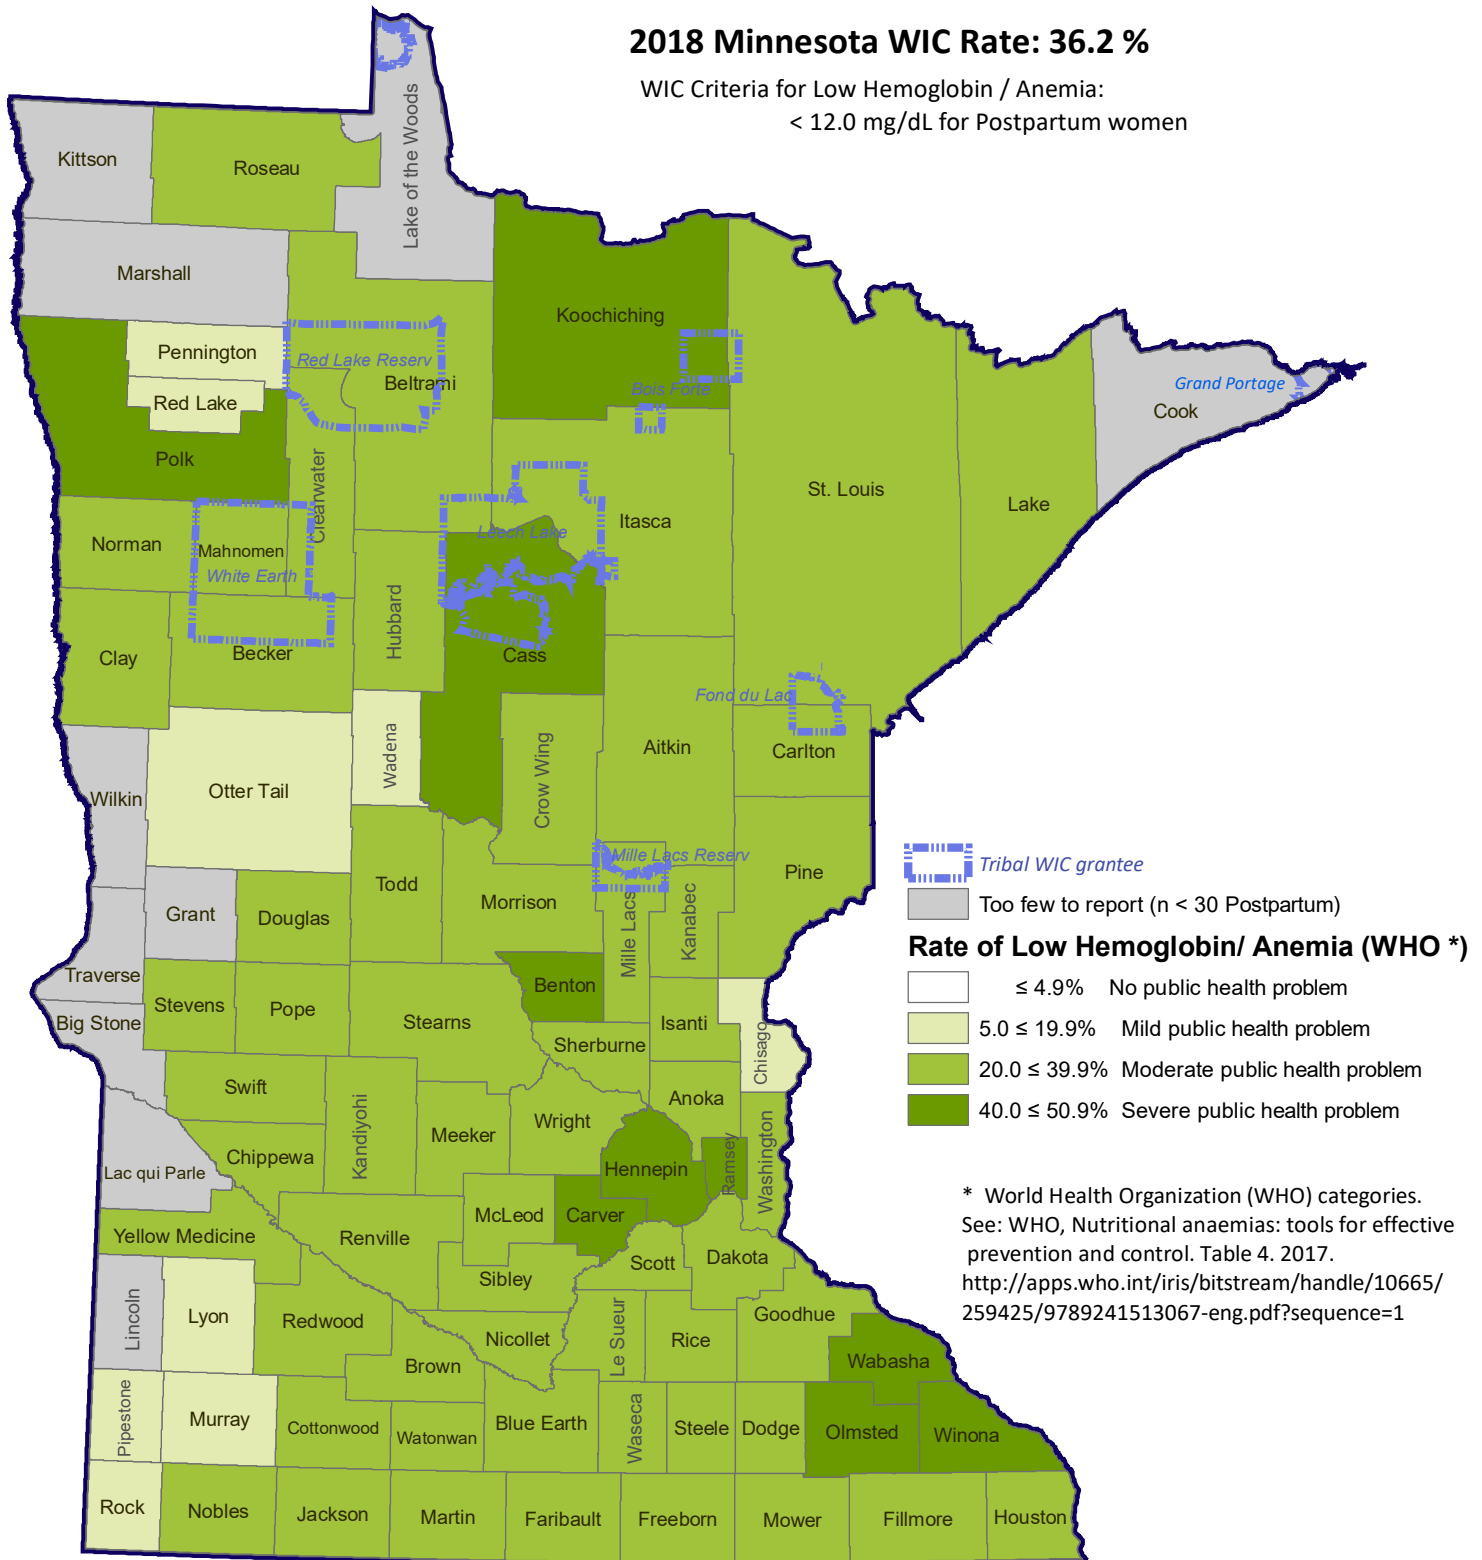 2018 Minnesota WIC Rate: 36.2 %
WIC Criteria for Low Hemoglobin / Anemia:
< 12.0 mg/dL for Postpartum women
Kittson
Roseau
Lake of the Woods
Marshall
Koochiching
Pennington
Red Lake Reserv
Beltrami
Red Lake
Bois Forte
Grand Portage
Cook
Polk
Clearwater
St. Louis
Lake
Itasca
Leech Lake
Norman
Mahnomen
White Earth
Hubbard
Clay
Becker
Cass
Fond du Lac
Wadena
Crow Wing
Aitkin
Carlton
Wilkin
Otter Tail
Mille Lacs Reserv
Pine
Todd
Morrison
Mille Lacs
Kanabec
Grant
Douglas
Traverse
Benton
Stevens
Pope
Stearns
Big Stone
Isanti
Sherburne
Chisago
Swift
Anoka
Kandiyohi
Wright
Meeker
Washington
Chippewa
Ramsey
Hennepin
Lac qui Parle
McLeod
Carver
Yellow Medicine
Renville
Scott
Dakota
Sibley
Lincoln
Lyon
Redwood
Goodhue
Nicollet
Le Sueur
Rice
Brown
Wabasha
Pipestone
Murray
Cottonwood
Watonwan
Blue Earth
Waseca
Steele
Dodge
Olmsted
Winona
Rock
Nobles
Jackson
Martin
Faribault
Freeborn
Mower
Fillmore
Houston
Tribal WIC grantee
Too few to report (n < 30 Postpartum)
Rate of Low Hemoglobin/ Anemia (WHO *)
≤ 4.9% No public health problem
5.0 ≤ 19.9% Mild public health problem
20.0 ≤ 39.9% Moderate public health problem
40.0 ≤ 50.9% Severe public health problem
* World Health Organization (WHO) categories.
See: WHO, Nutritional anaemias: tools for effective
prevention and control. Table 4. 2017.
http://apps.who.int/iris/bitstream/handle/10665/
259425/9789241513067-eng.pdf?sequence=1